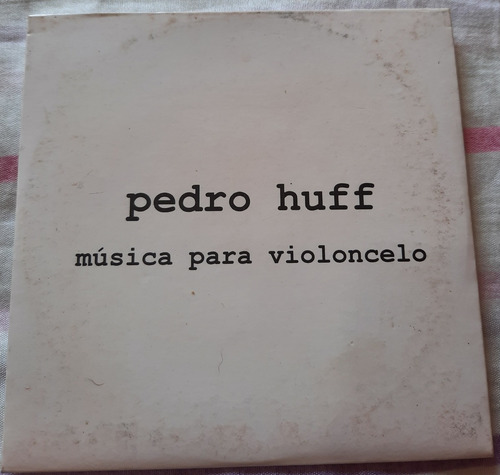 pedro huff
música para violoncelo